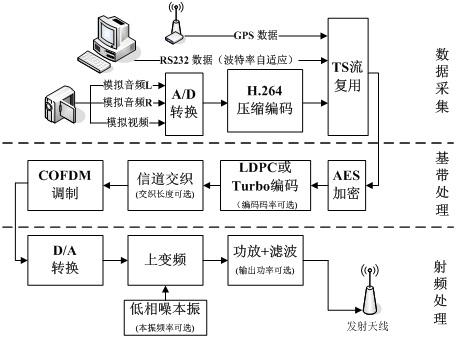 GPS 数据
RS232 数据（波特率自适应）
模拟音频L
模拟音频R
模拟视频
A/D
转换
H.264
压缩编码
TS流
复用
数据采集
COFDM
调制
信道交织
(交织长度可选)
LDPC或
Turbo编码
(编码码率可选)
AES
加密
基带处理
D/A
转换
上变频
功放+滤波
(输出功率可选)
低相噪本振
(本振频率可选)
发射天线
射频处理